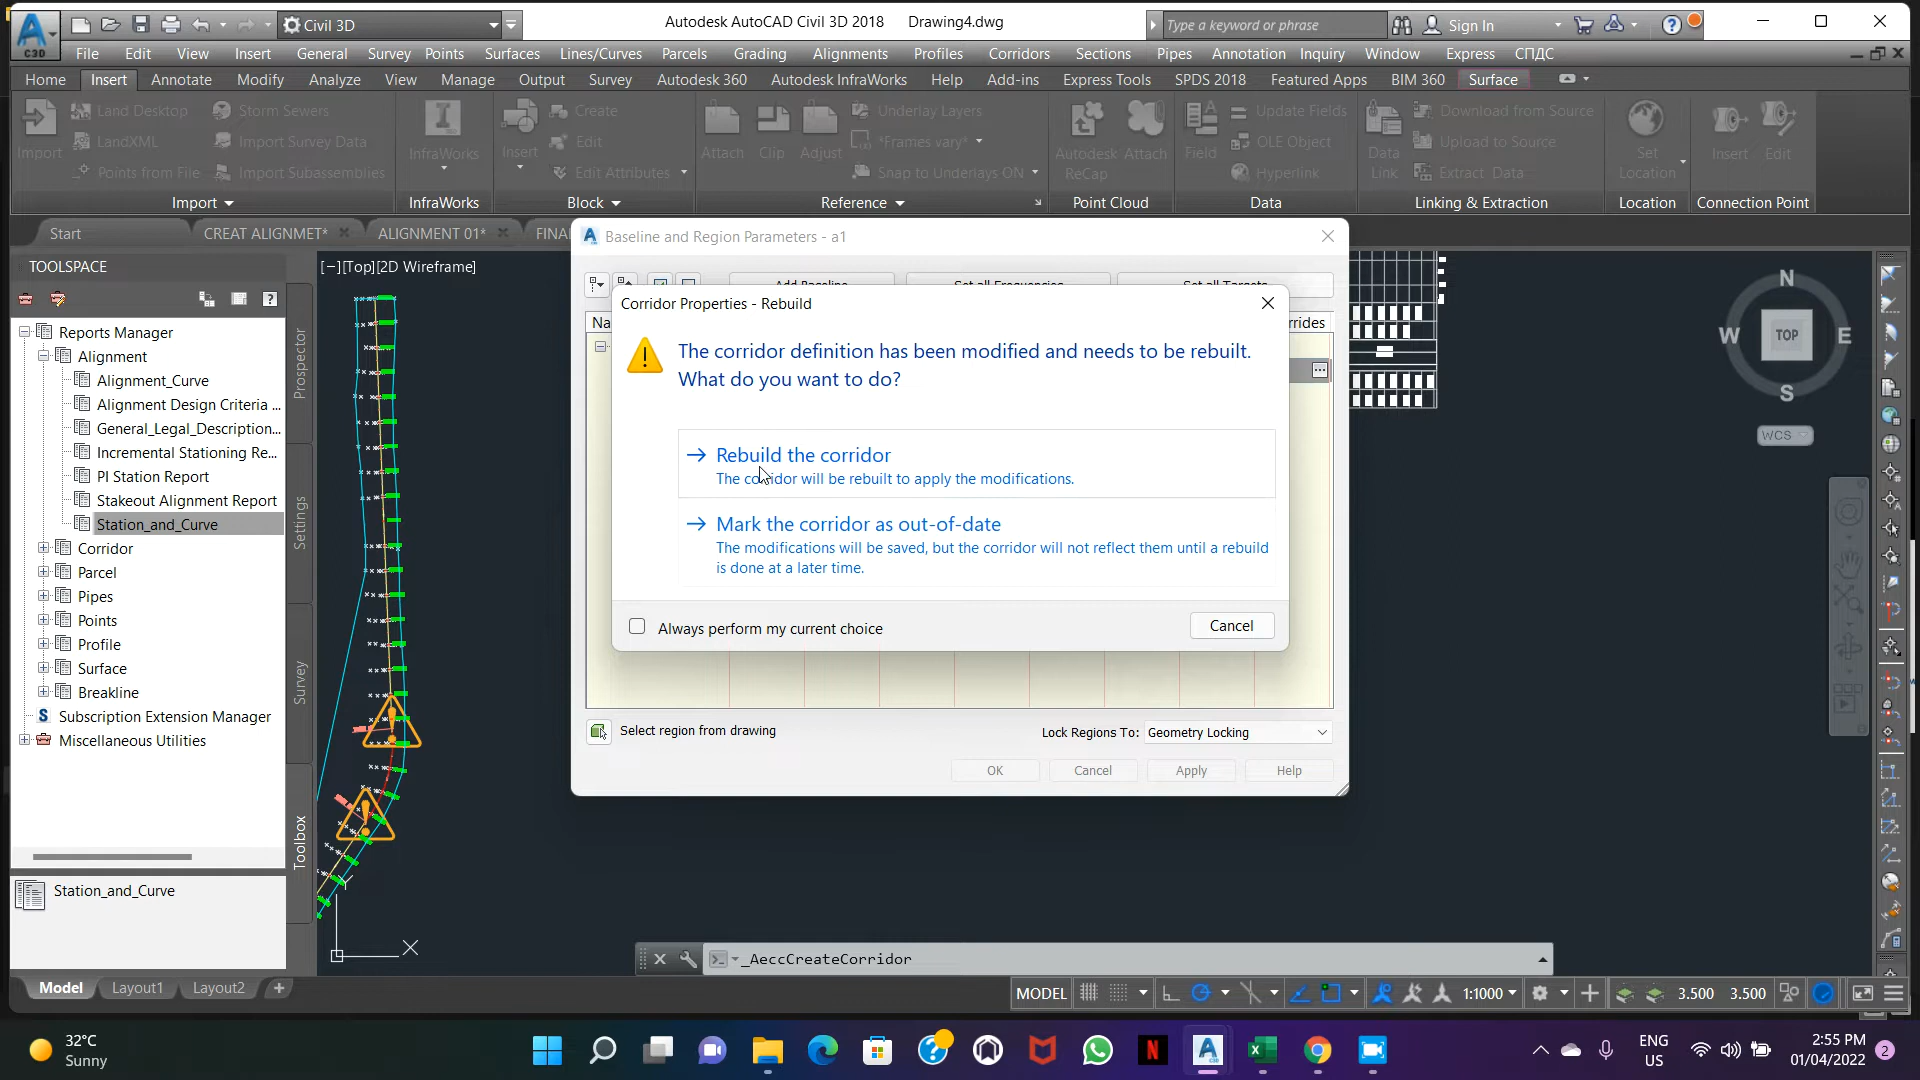 Civil 3D
Autodesk AutoCAD Civil 3D 2018 Drawing4.dwg
Type a keyword or phrase
Sign In
C3D
File Edit View Insert General Survey Points Surfaces Lines/Curves Parcels Grading Alignments Profiles Corridors Sections Pipes Annotation Inquiry Window Express СПДС
Home Insert Annotate Modify Analyze View Manage Output Survey Autodesk 360 Autodesk InfraWorks Help Add-ins Express Tools SPDS 2018 Featured Apps BIM 360 Surface
Land Desktop Storm Sewers Create Underlay Layers Update Fields Download from Source
LandXML Import Survey Data Edit *Frames vary* OLE Object Upload to Source
Import InfraWorks Insert Attach Clip Adjust Autodesk ReCap Attach Field Data Link Set Location Insert Edit
Points from File Import Subassemblies Edit Attributes Snap to Underlays ON Hyperlink Extract Data
Import InfraWorks Block Reference Point Cloud Data Linking & Extraction Location Connection Point
Start CREAT ALIGNMET* ALIGNMENT 01* FINA
TOOLSPACE
[−][Top][2D Wireframe]
Reports Manager
Alignment
Alignment_Curve
Alignment Design Criteria ...
General_Legal_Description...
Incremental Stationing Re...
PI Station Report
Stakeout Alignment Report
Station_and_Curve
Corridor
Parcel
Pipes
Points
Profile
Surface
Breakline
Subscription Extension Manager
Miscellaneous Utilities
Station_and_Curve
Prospector
Settings
Survey
Toolbox
Baseline and Region Parameters - a1
Add Baseline Set all Frequencies Set all Targets
Na
rrides
Corridor Properties - Rebuild
The corridor definition has been modified and needs to be rebuilt.
What do you want to do?
Rebuild the corridor
The corridor will be rebuilt to apply the modifications.
Mark the corridor as out-of-date
The modifications will be saved, but the corridor will not reflect them until a rebuild
is done at a later time.
Always perform my current choice
Cancel
Select region from drawing
Lock Regions To: Geometry Locking
OK Cancel Apply Help
N
W TOP E
S
WCS
_AeccCreateCorridor
Model Layout1 Layout2
MODEL 1:1000 3.500 3.500
32°C
Sunny
ENG
US
2:55 PM
01/04/2022
2